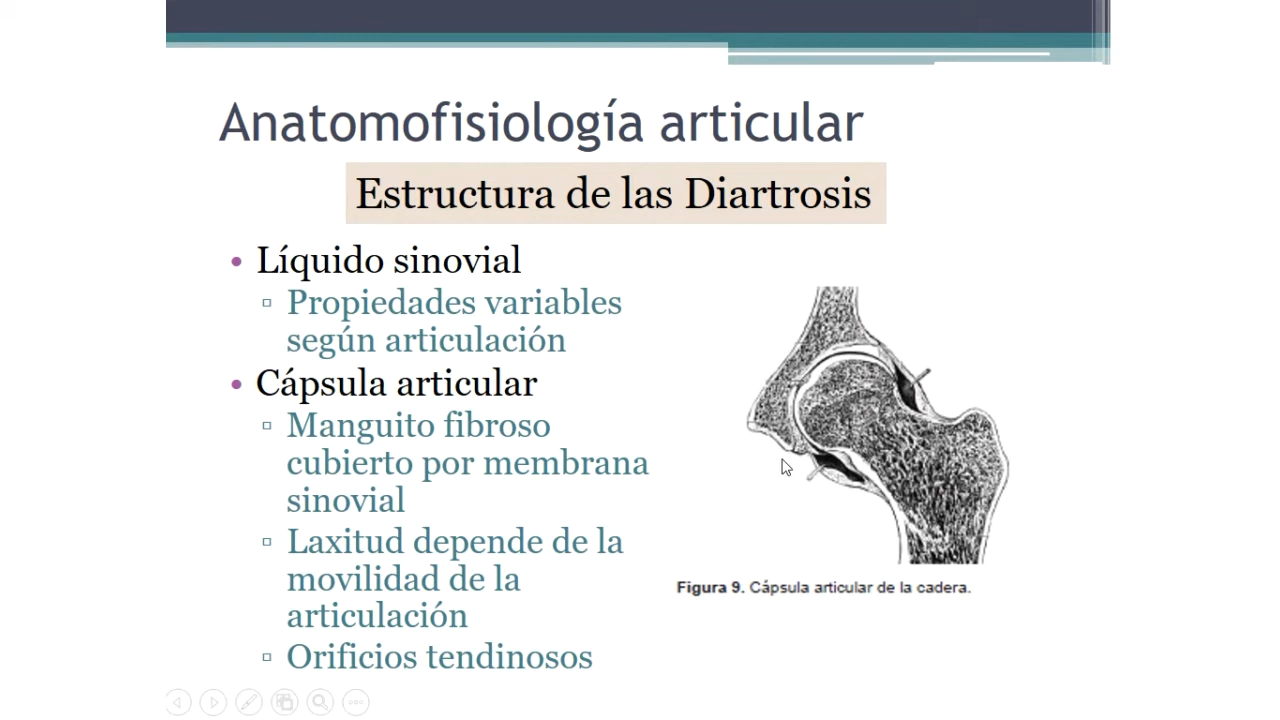 Anatomofisiología articular
Estructura de las Diartrosis
• Líquido sinovial
▫ Propiedades variables
según articulación
• Cápsula articular
▫ Manguito fibroso
cubierto por membrana
sinovial
▫ Laxitud depende de la
movilidad de la
articulación
▫ Orificios tendinosos
Figura 9. Cápsula articular de la cadera.